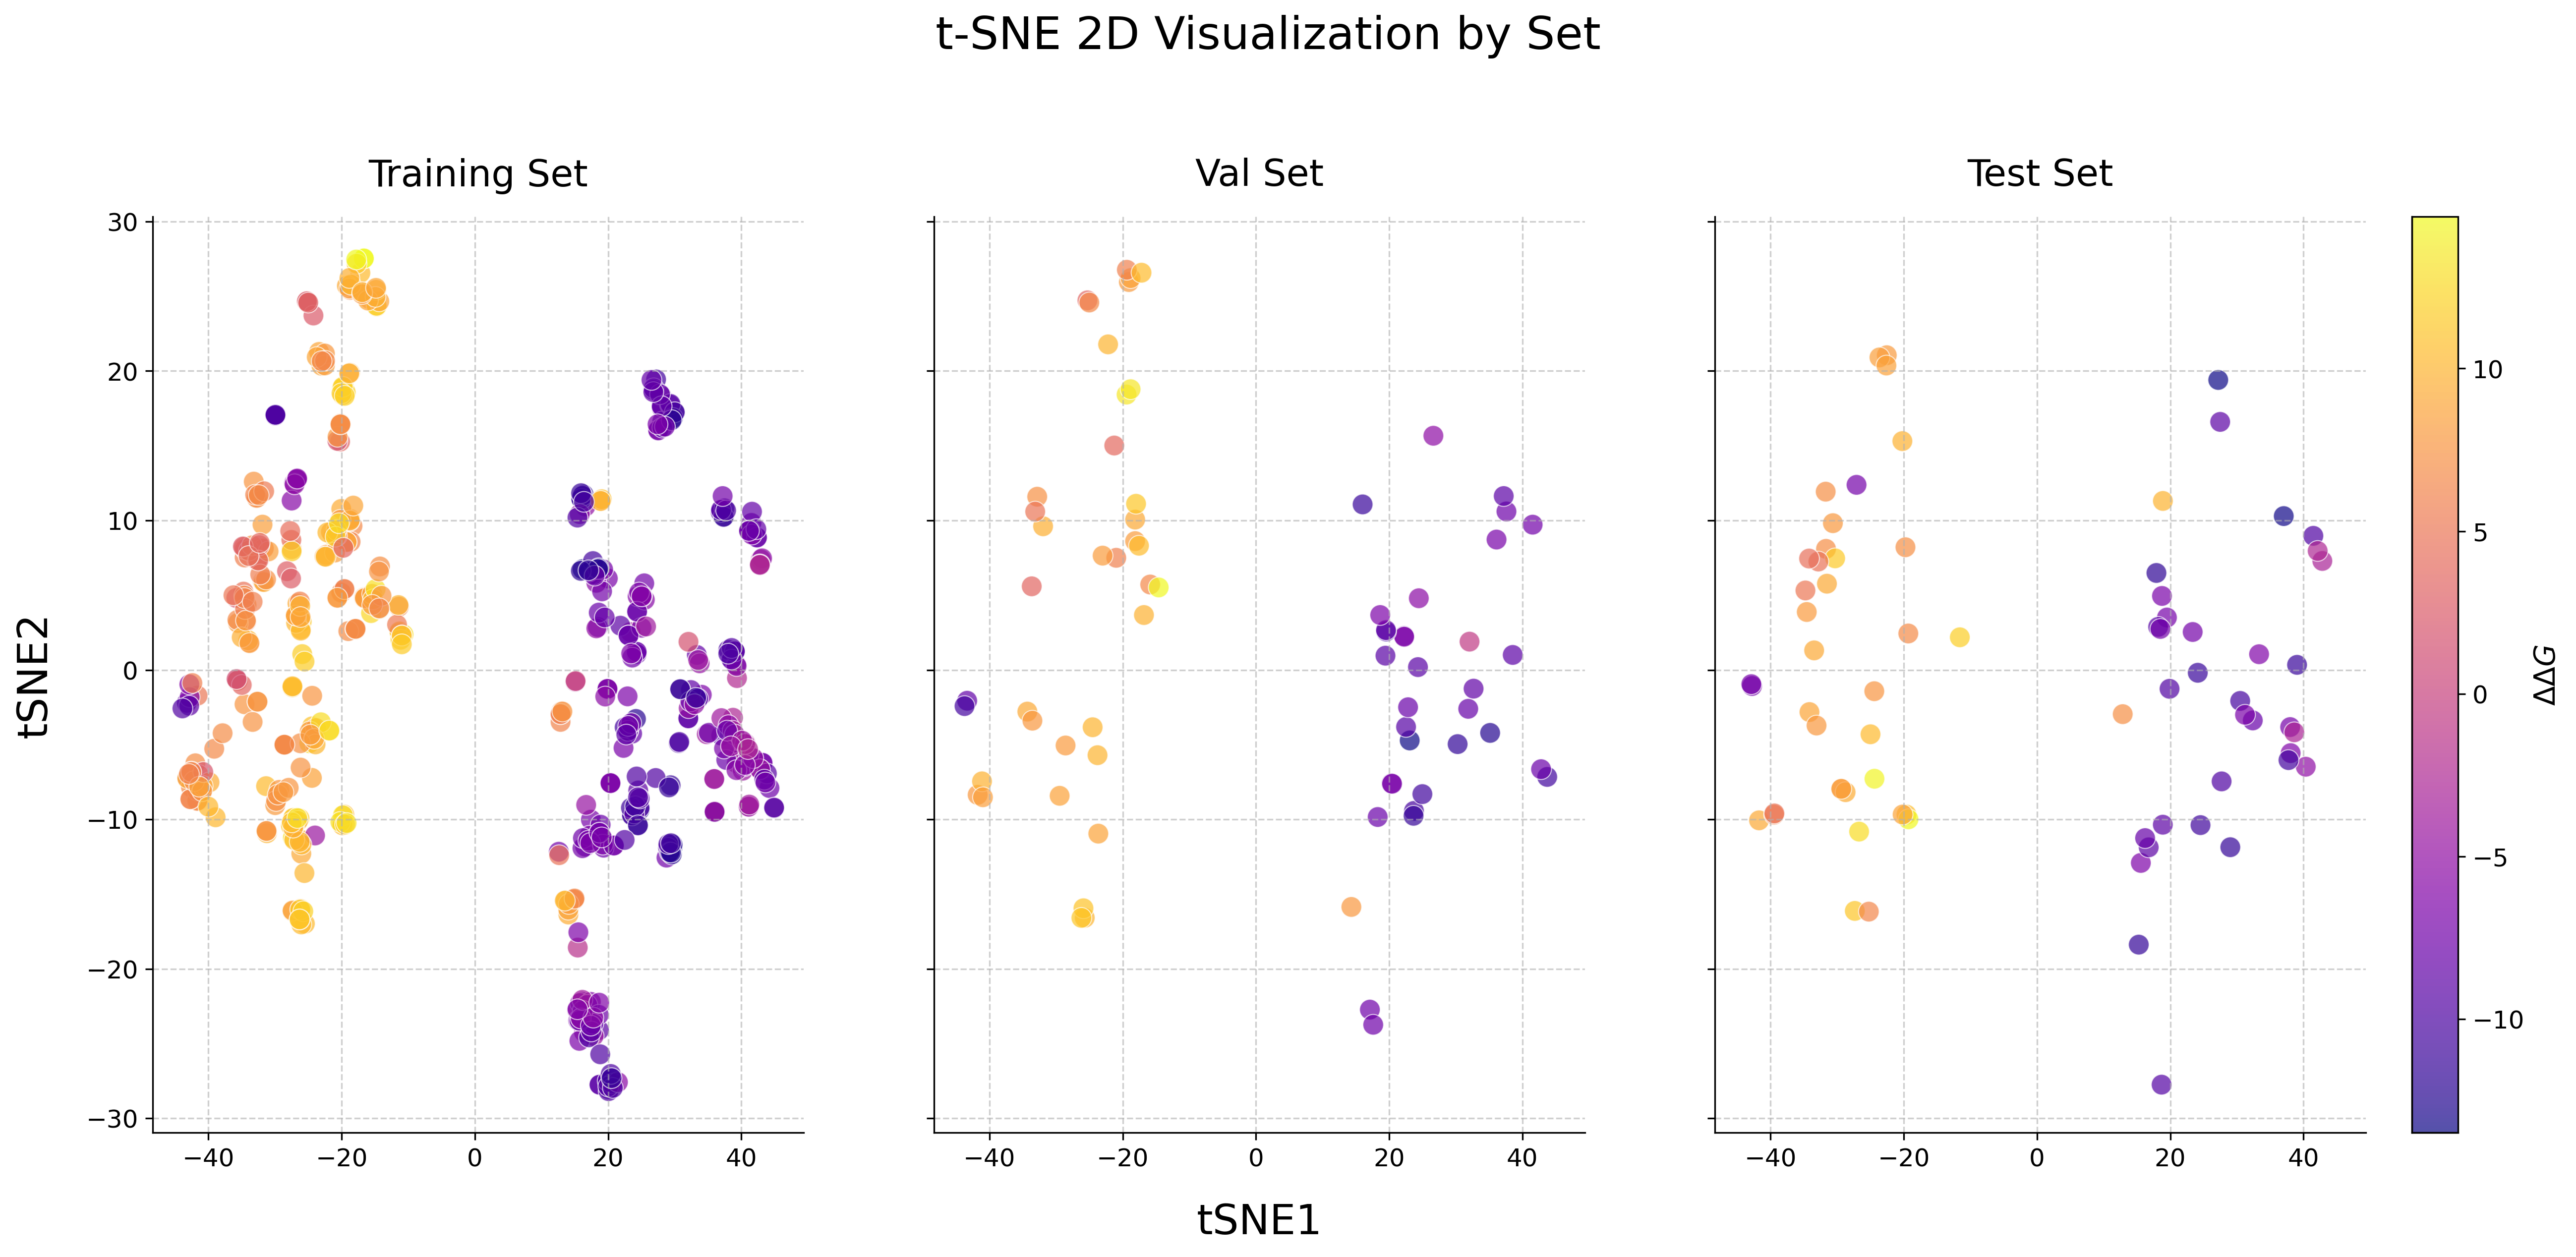 t-SNE 2D Visualization by Set
Training Set
Val Set
Test Set
30
20
10
0
−10
−20
−30
tSNE2
−40 −20 0 20 40
−40 −20 0 20 40
−40 −20 0 20 40
tSNE1
10
5
0
−5
−10
ΔΔG